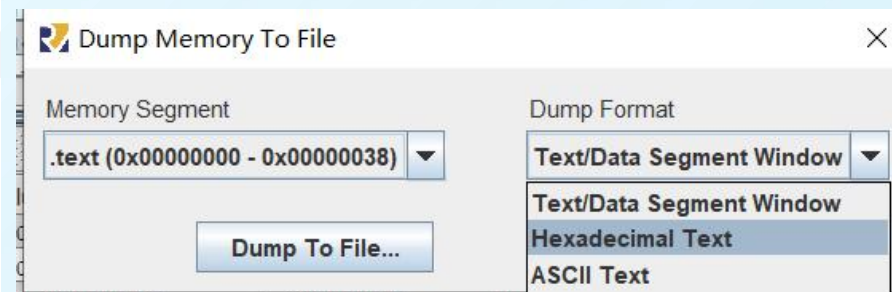 Dump Memory To File
Memory Segment
Dump Format
.text (0x00000000 - 0x00000038)
Text/Data Segment Window
Text/Data Segment Window
Hexadecimal Text
ASCII Text
Dump To File...